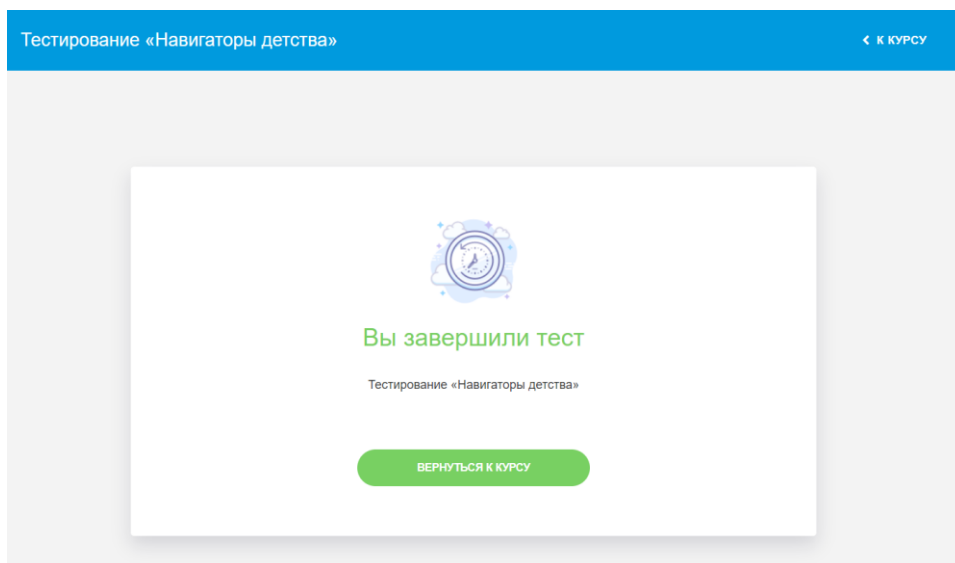 Тестирование «Навигаторы детства»
К КУРСУ
Вы завершили тест
Тестирование «Навигаторы детства»
ВЕРНУТЬСЯ К КУРСУ